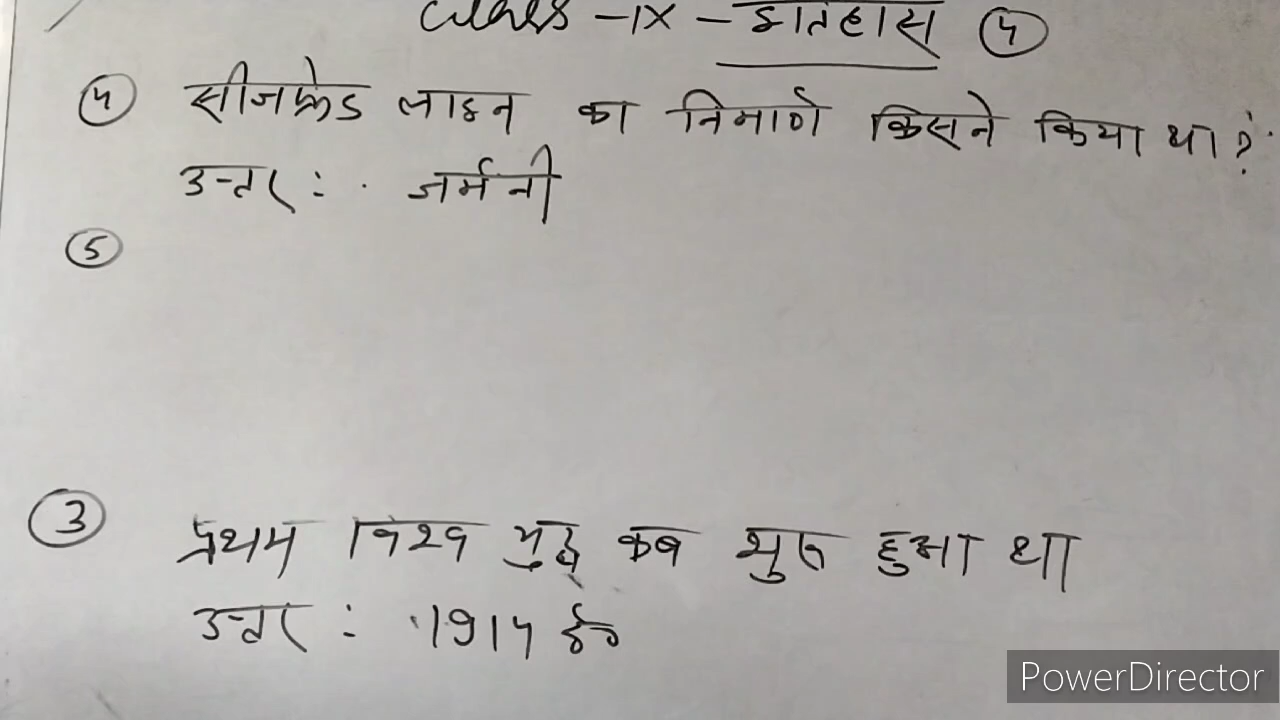 Class - IX - इतिहास ④
④ सीजफ्रेड लाइन का निर्माण किसने किया था ?
उत्तर : जर्मनी
⑤
③ प्रथम विश्व युद्ध कब शुरू हुआ था
उत्तर : 1914 ई०
PowerDirector